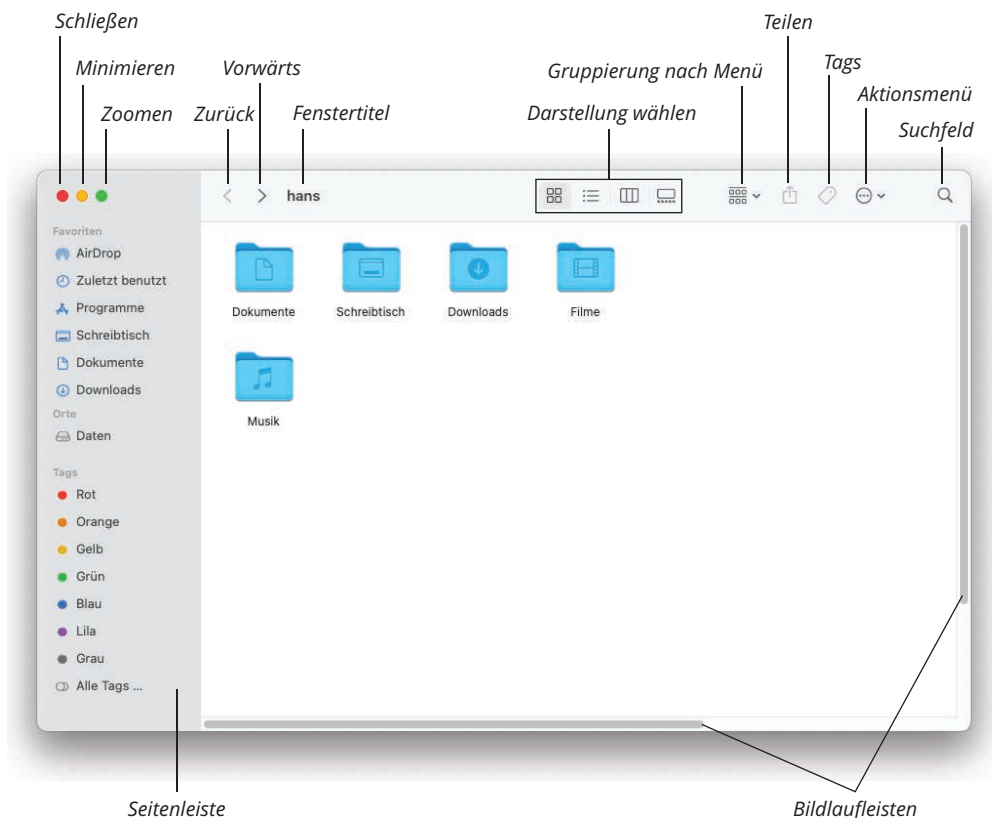 Schließen
Teilen
Minimieren
Vorwärts
Gruppierung nach Menü
Tags
Zoomen
Zurück
Fenstertitel
Darstellung wählen
Aktionsmenü
Suchfeld
hans
Favoriten
AirDrop
Zuletzt benutzt
Programme
Schreibtisch
Dokumente
Downloads
Orte
Daten
Tags
Rot
Orange
Gelb
Grün
Blau
Lila
Grau
Alle Tags ...
Dokumente
Schreibtisch
Downloads
Filme
Musik
Seitenleiste
Bildlaufleisten